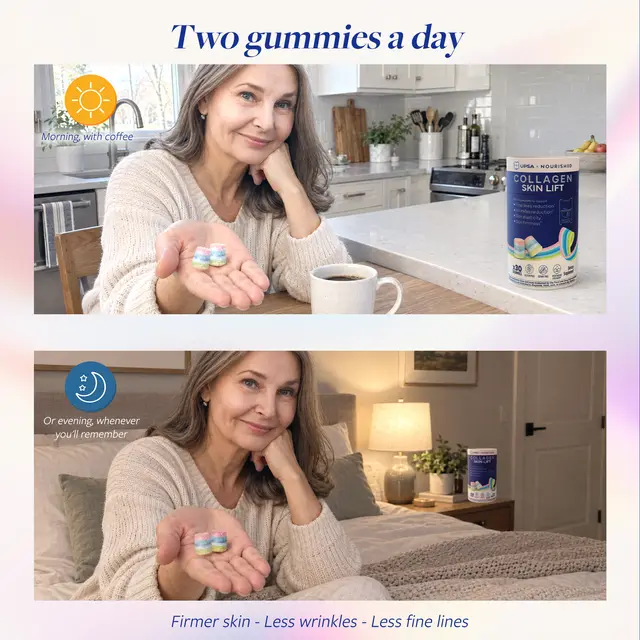 Two gummies a day
Morning, with coffee
UPSA × NOURISHED
COLLAGEN
SKIN LIFT
30
Or evening, whenever
you'll remember
COLLAGEN
SKIN LIFT
Firmer skin - Less wrinkles - Less fine lines